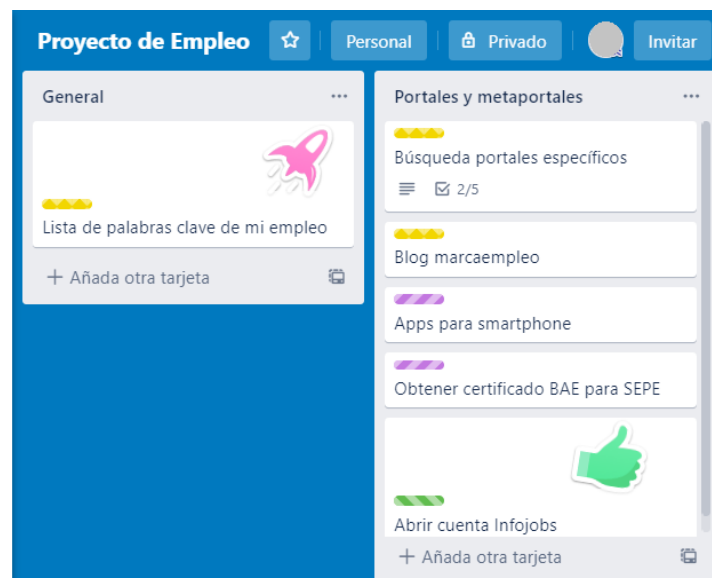 Proyecto de Empleo
Personal
Privado
Invitar
General
Lista de palabras clave de mi empleo
Añada otra tarjeta
Portales y metaportales
Búsqueda portales específicos
2/5
Blog marcaempleo
Apps para smartphone
Obtener certificado BAE para SEPE
Abrir cuenta Infojobs
Añada otra tarjeta